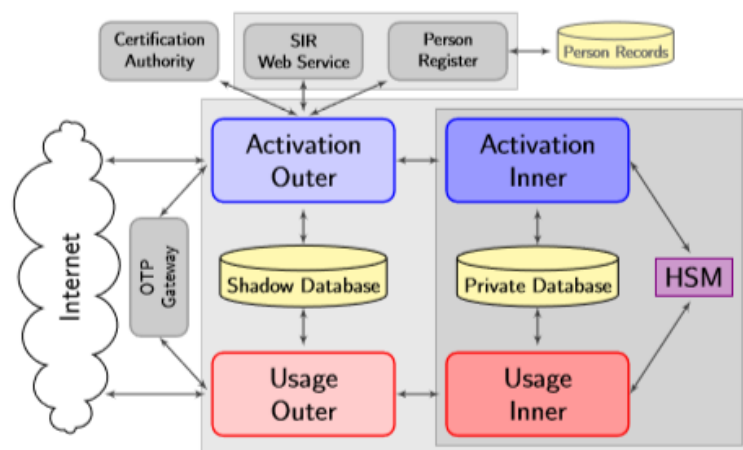 Certification
Authority
SIR
Web Service
Person
Register
Person Records
Activation
Outer
Activation
Inner
Internet
OTP
Gateway
Shadow Database
Private Database
HSM
Usage
Outer
Usage
Inner